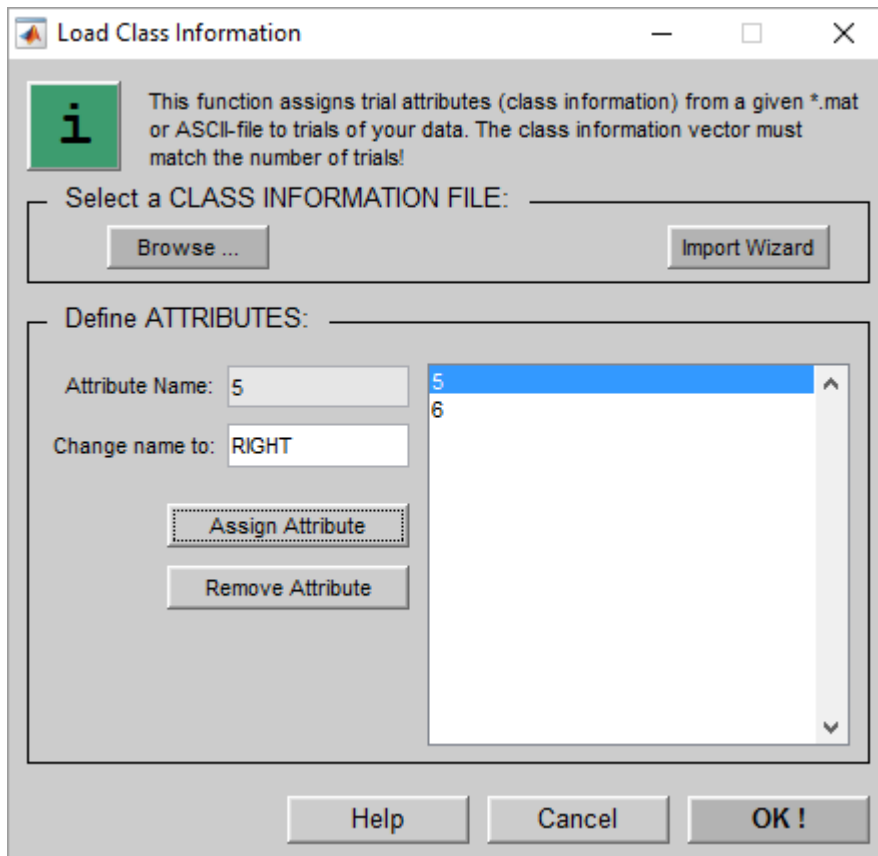 Load Class Information
i
This function assigns trial attributes (class information) from a given *.mat
or ASCII-file to trials of your data. The class information vector must
match the number of trials!
Select a CLASS INFORMATION FILE:
Browse ...
Import Wizard
Define ATTRIBUTES:
Attribute Name: 5
Change name to: RIGHT
Assign Attribute
Remove Attribute
5
6
Help
Cancel
OK !